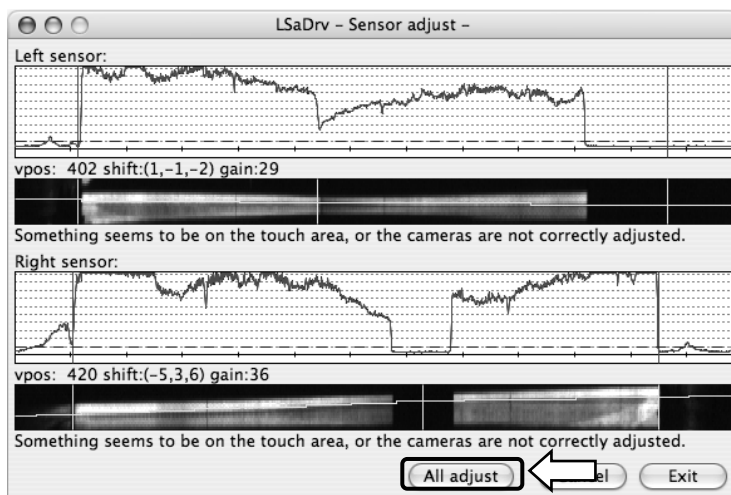 LSaDrv – Sensor adjust –
Left sensor:
vpos: 402 shift:(1,-1,-2) gain:29
Something seems to be on the touch area, or the cameras are not correctly adjusted.
Right sensor:
vpos: 420 shift:(-5,3,6) gain:36
Something seems to be on the touch area, or the cameras are not correctly adjusted.
All adjust Exit